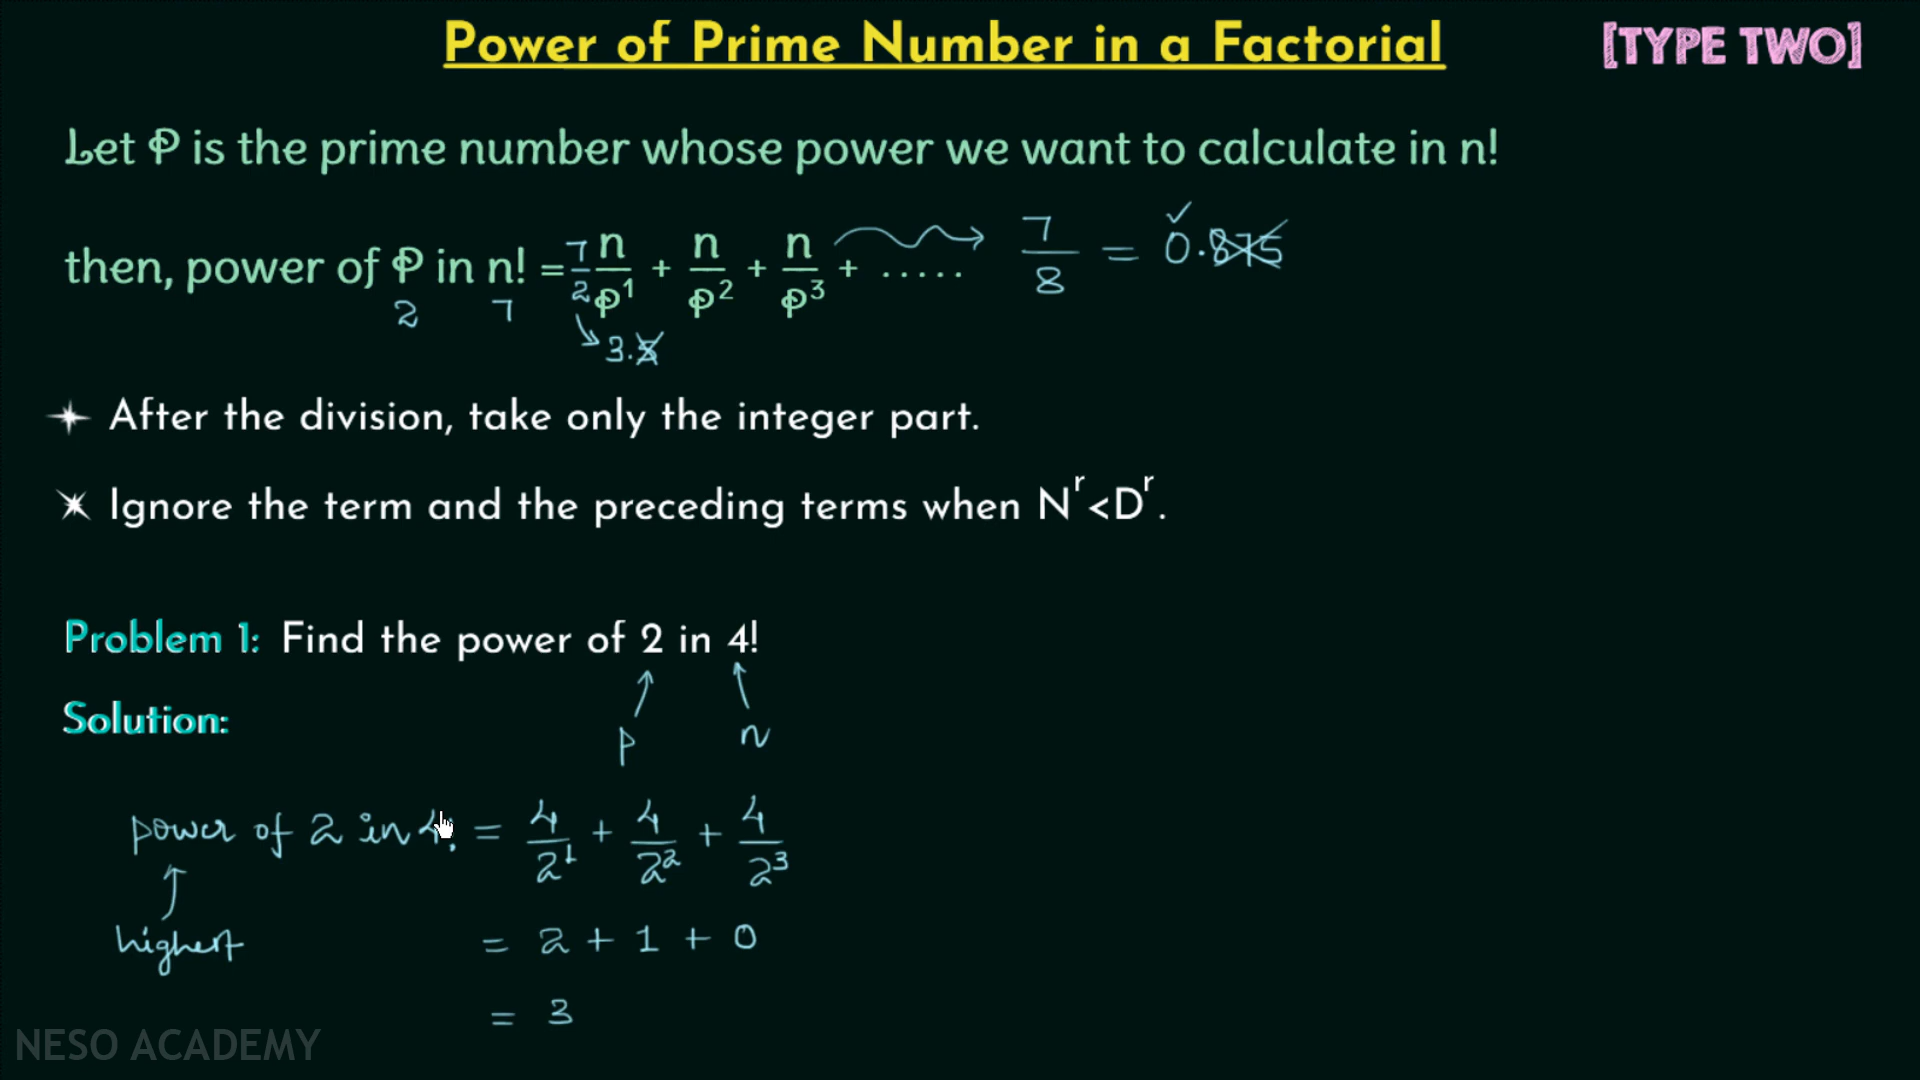 Power of Prime Number in a Factorial
[TYPE TWO]
Let P is the prime number whose power we want to calculate in n!
then, power of P in n! = n/P¹ + n/P² + n/P³ + .....
7/8 = 0.875
2 7 7/2
3.5
After the division, take only the integer part.
Ignore the term and the preceding terms when Nʳ<Dʳ.
Problem 1: Find the power of 2 in 4!
Solution:
p n
power of 2 in 4! = 4/2¹ + 4/2² + 4/2³
highest
= 2 + 1 + 0
= 3
NESO ACADEMY